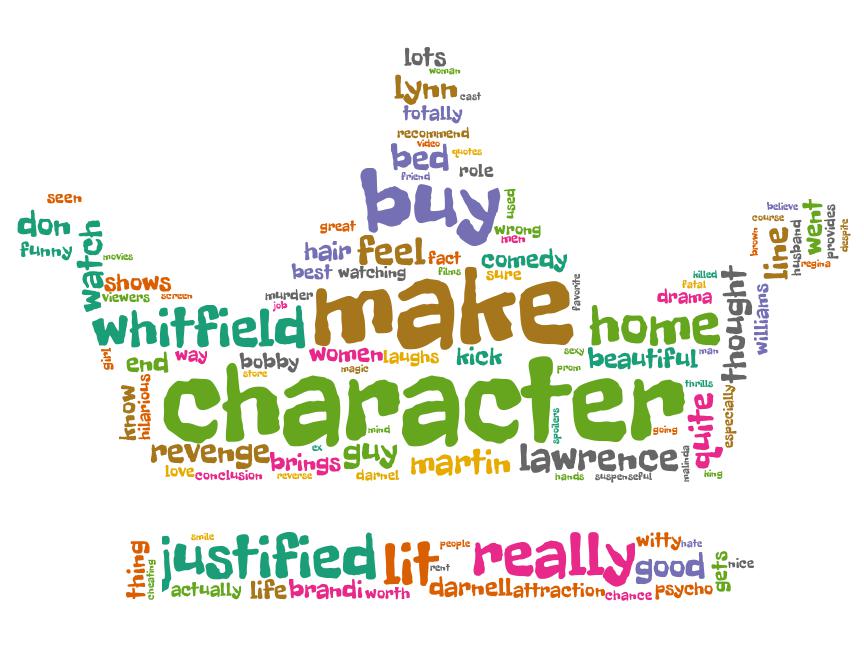 lots
woman
lynn cast
totally
recommend
video
bed quotes
friend role
buy used
seen
don
funny
watch
movies
great
wrong
men
hair feel fact
comedy
best watching films sure
favorite
believe
course
brown
line
husband
went
regina
provides
despite
shows
viewers screen
murder
job
make
killed
fatal
drama
thought
williams
whitfield
home
girl
end way bobby women laughs kick sexy beautiful man
store magic prom
know
hilarious
character
thrills
especially
quite
mind
spoilers
going
revenge ex
brings guy martin lawrence malinda
love conclusion reverse darnel hands suspenseful king
thing
cheating
smile
justified lit people really witty hate
rent good gets nice
actually life brandi worth darnell attraction chance psycho